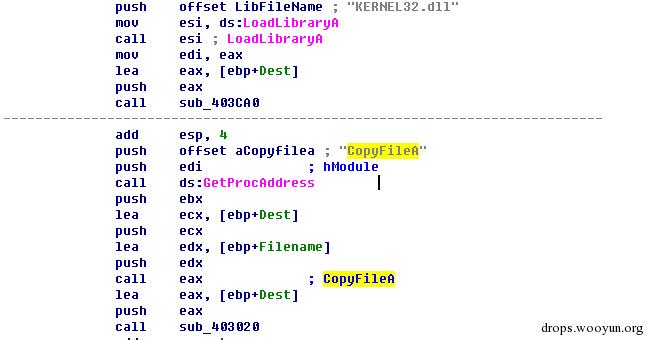 push offset LibFileName ; "KERNEL32.dll"
mov esi, ds:LoadLibraryA
call esi ; LoadLibraryA
mov edi, eax
lea eax, [ebp+Dest]
push eax
call sub_403CA0
add esp, 4
push offset aCopyfilea ; "CopyFileA"
push edi ; hModule
call ds:GetProcAddress
push ebx
lea ecx, [ebp+Dest]
push ecx
lea edx, [ebp+Filename]
push edx
call eax ; CopyFileA
lea eax, [ebp+Dest]
push eax
call sub_403020
drops.wooyun.org